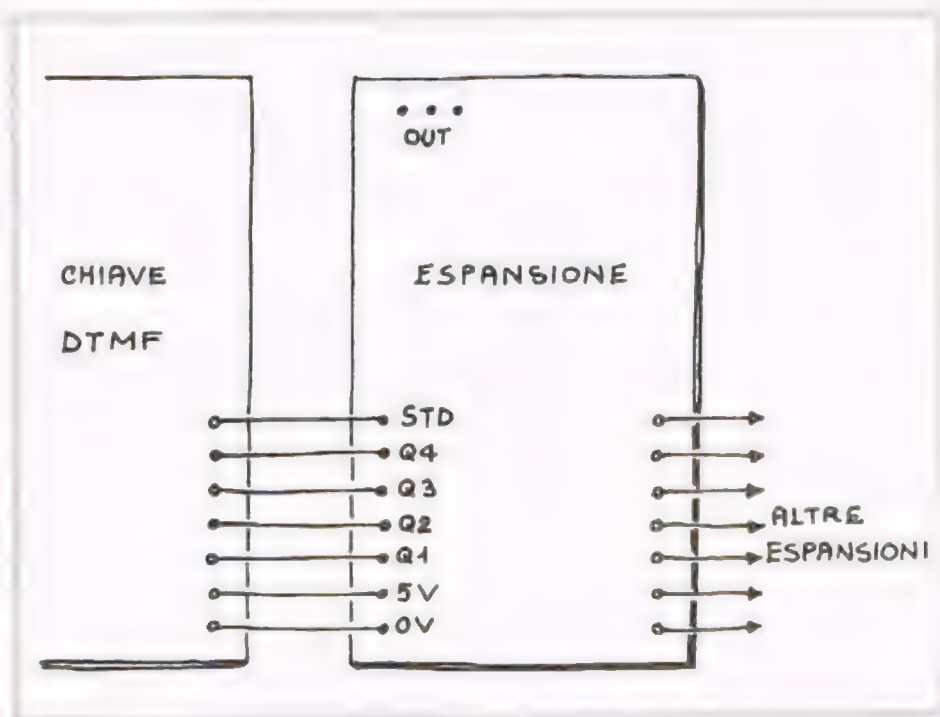 OUT
CHIAVE
DTMF
ESPANSIONE
STD
Q4
Q3
Q2
Q1
5V
0V
ALTRE
ESPANSIONI